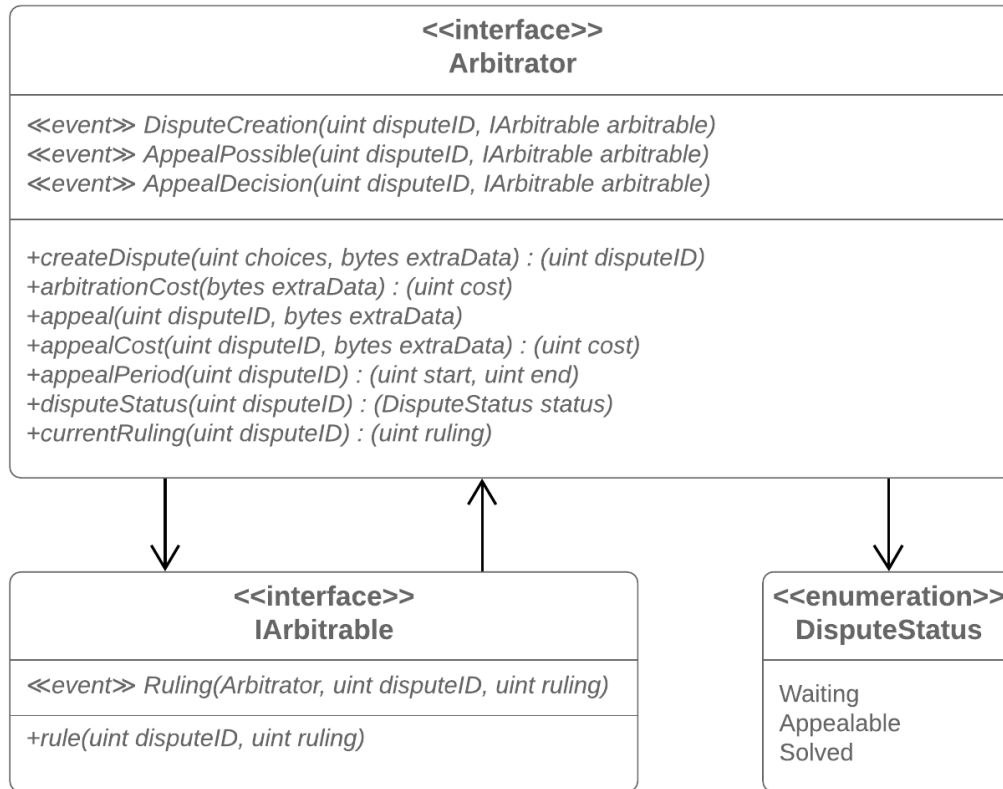 <<interface>>
Arbitrator
≪event≫ DisputeCreation(uint disputeID, IArbitrable arbitrable)
≪event≫ AppealPossible(uint disputeID, IArbitrable arbitrable)
≪event≫ AppealDecision(uint disputeID, IArbitrable arbitrable)
+createDispute(uint choices, bytes extraData) : (uint disputeID)
+arbitrationCost(bytes extraData) : (uint cost)
+appeal(uint disputeID, bytes extraData)
+appealCost(uint disputeID, bytes extraData) : (uint cost)
+appealPeriod(uint disputeID) : (uint start, uint end)
+disputeStatus(uint disputeID) : (DisputeStatus status)
+currentRuling(uint disputeID) : (uint ruling)
<<interface>>
IArbitrable
≪event≫ Ruling(Arbitrator, uint disputeID, uint ruling)
+rule(uint disputeID, uint ruling)
<<enumeration>>
DisputeStatus
Waiting
Appealable
Solved